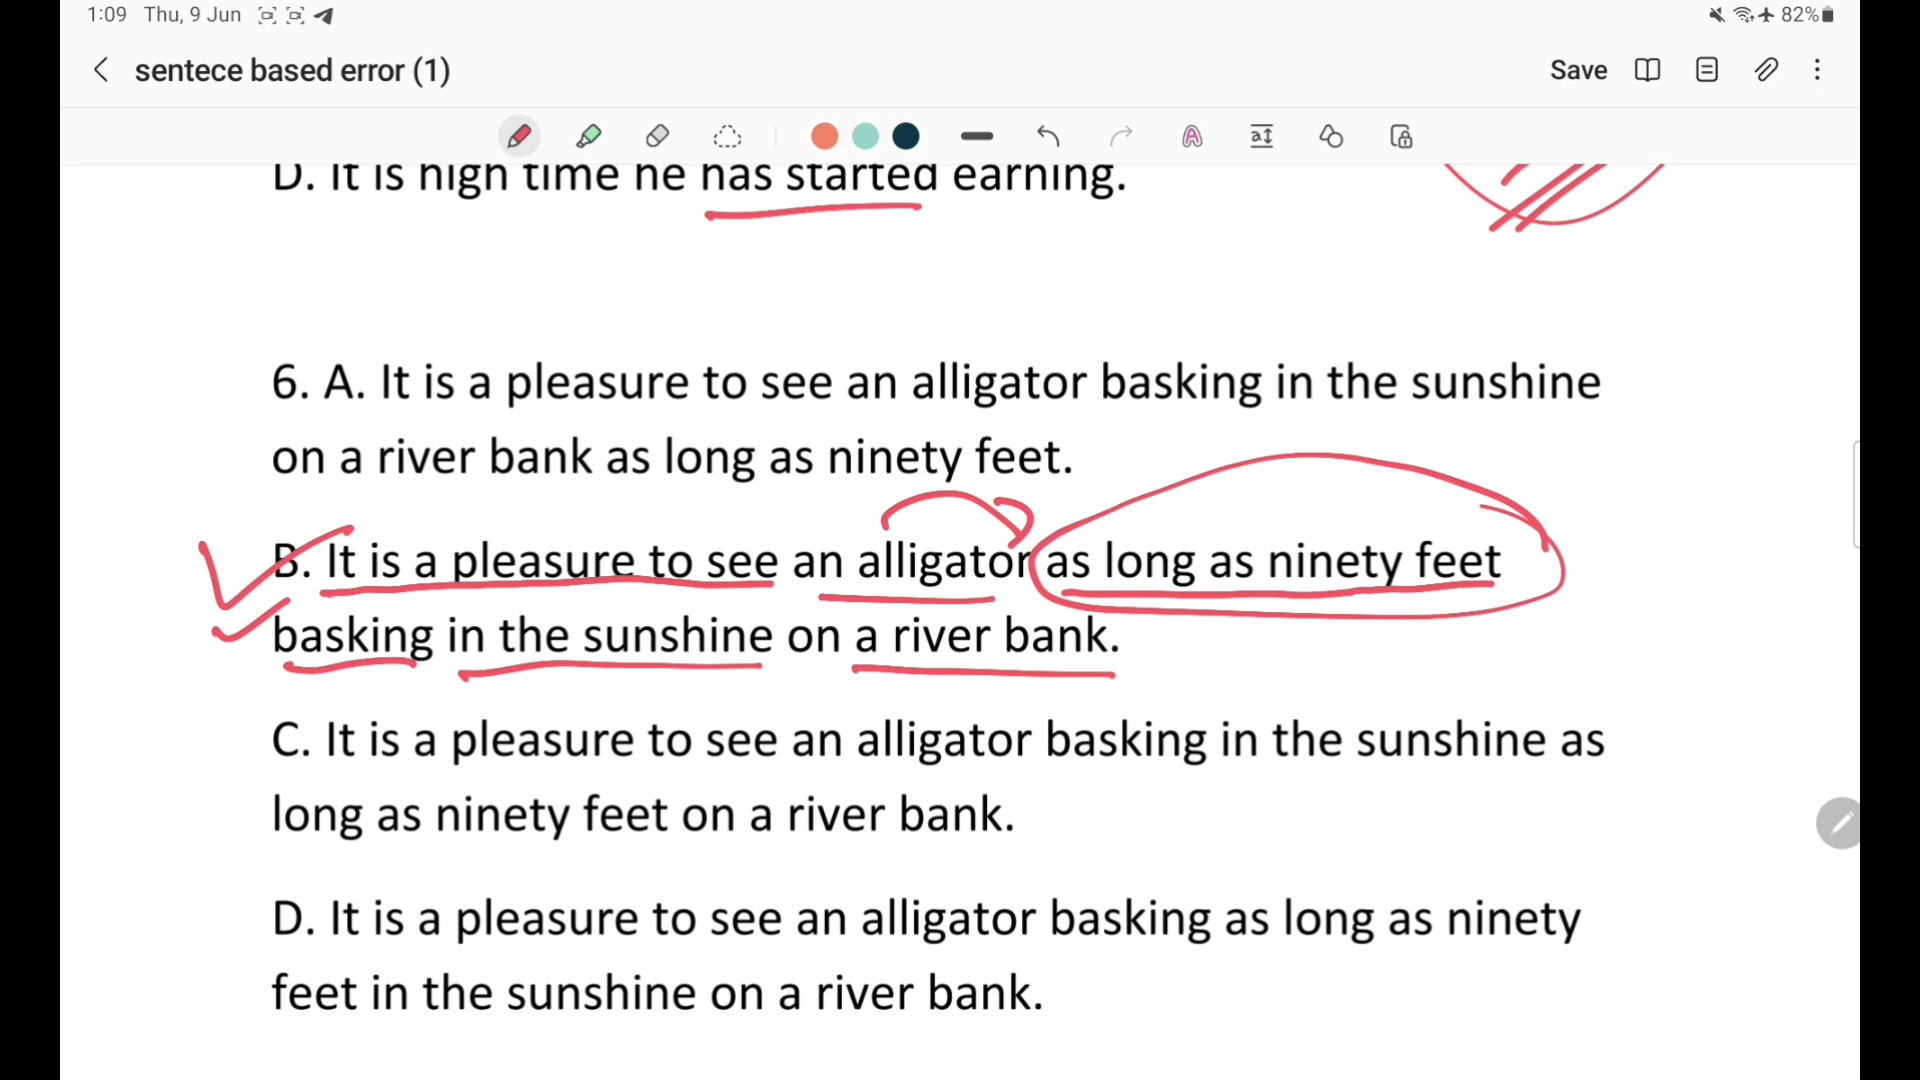 1:09 Thu, 9 Jun 82%
sentece based error (1) Save
D. It is high time he has started earning.
6. A. It is a pleasure to see an alligator basking in the sunshine
on a river bank as long as ninety feet.
B. It is a pleasure to see an alligator as long as ninety feet
basking in the sunshine on a river bank.
C. It is a pleasure to see an alligator basking in the sunshine as
long as ninety feet on a river bank.
D. It is a pleasure to see an alligator basking as long as ninety
feet in the sunshine on a river bank.